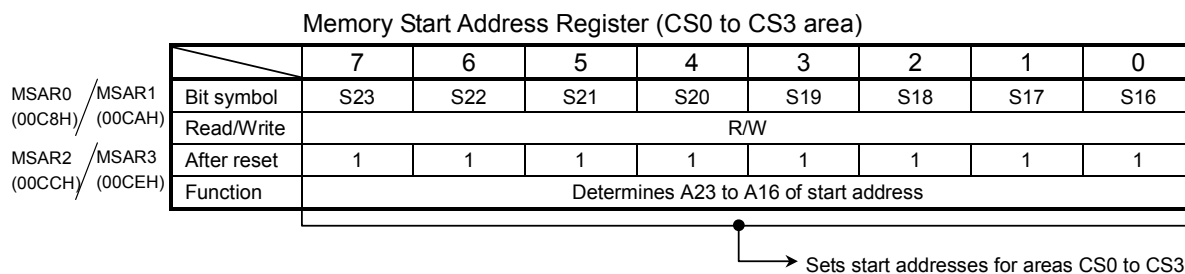 Memory Start Address Register (CS0 to CS3 area)
7 6 5 4 3 2 1 0
MSAR0 / MSAR1 Bit symbol S23 S22 S21 S20 S19 S18 S17 S16
(00C8H) (00CAH) Read/Write R/W
MSAR2 / MSAR3 After reset 1 1 1 1 1 1 1 1
(00CCH) (00CEH) Function Determines A23 to A16 of start address
Sets start addresses for areas CS0 to CS3